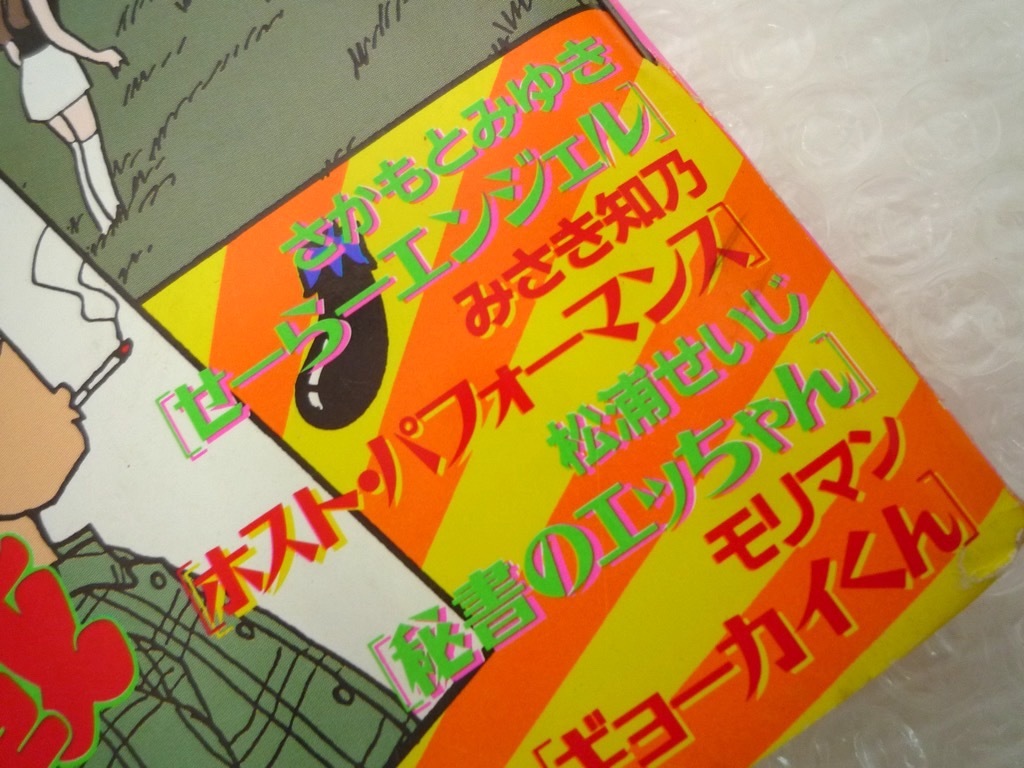 さかもとみゆき
[せーらーエンジェル]
みさき知乃
[ホスト・パフォーマンス]
松浦せいじ
[秘書のエッちゃん]
モリマン
[ギョーカイくん]